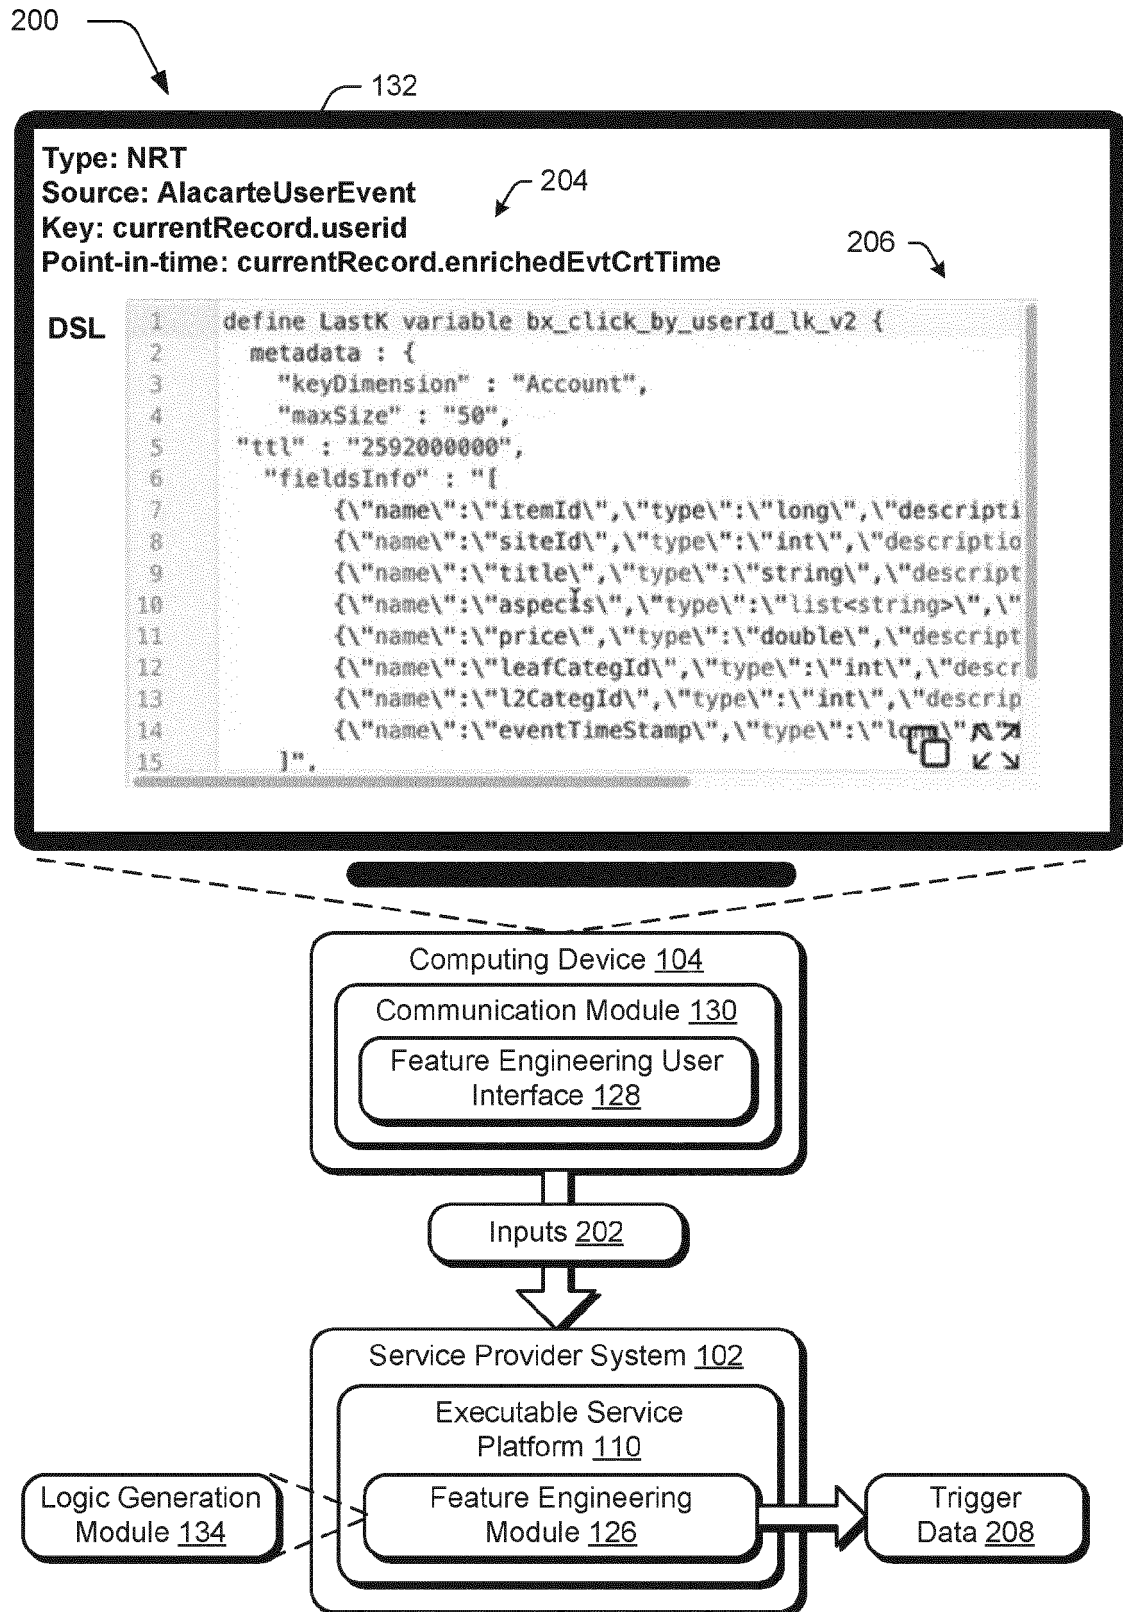 200
132
Type: NRT
Source: AlacarteUserEvent
204
Key: currentRecord.userid
206
Point-in-time: currentRecord.enrichedEvtCrtTime
DSL
1 define LastK variable bx_click_by_userId_lk_v2 {
2 metadata : {
3 "keyDimension" : "Account",
4 "maxSize" : "50",
5 "ttl" : "2592000000",
6 "fieldsInfo" : "[
7 {\"name\":\"itemId\",\"type\":\"long\",\"descripti
8 {\"name\":\"siteId\",\"type\":\"int\",\"descriptio
9 {\"name\":\"title\",\"type\":\"string\",\"descript
10 {\"name\":\"aspects\",\"type\":\"list<string>\",\"
11 {\"name\":\"price\",\"type\":\"double\",\"descript
12 {\"name\":\"leafCategId\",\"type\":\"int\",\"descr
13 {\"name\":\"l2CategId\",\"type\":\"int\",\"descrip
14 {\"name\":\"eventTimeStamp\",\"type\":\"long\"
15 ]",
Computing Device 104
Communication Module 130
Feature Engineering User
Interface 128
Inputs 202
Service Provider System 102
Executable Service
Platform 110
Logic Generation
Module 134
Feature Engineering
Module 126
Trigger
Data 208